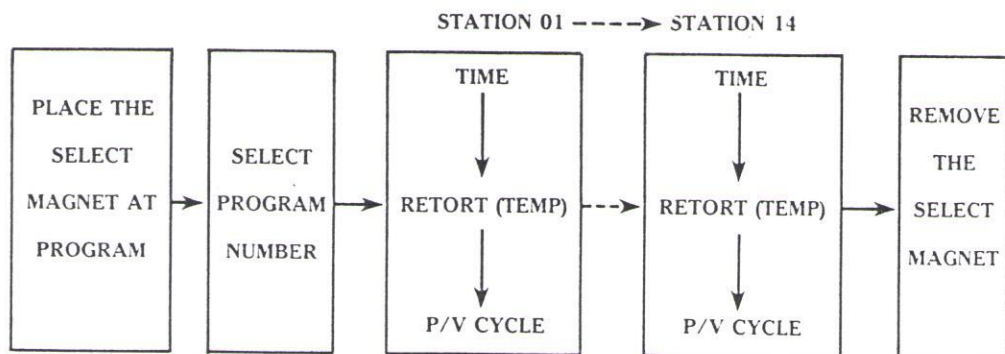 STATION 01 STATION 14
PLACE THE
SELECT
MAGNET AT
PROGRAM
SELECT
PROGRAM
NUMBER
TIME
RETORT (TEMP)
P/V CYCLE
TIME
RETORT (TEMP)
P/V CYCLE
REMOVE
THE
SELECT
MAGNET